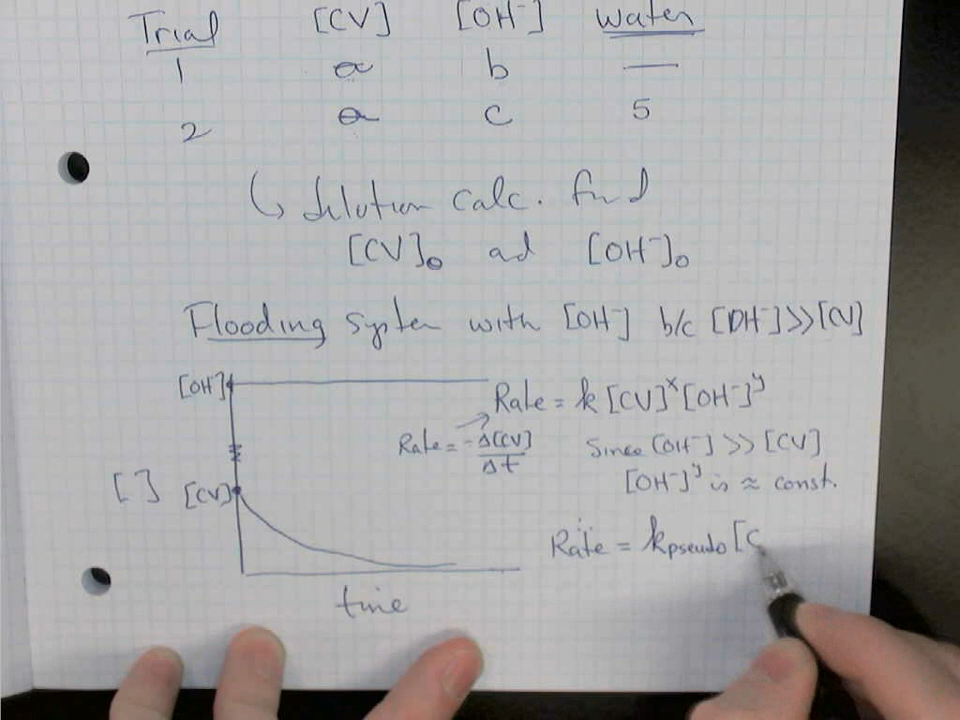 Trial [CV] [OH⁻] Water
1 a b —
2 a c 5
↳ dilution calc. find
[CV]₀ ad [OH⁻]₀
Flooding system with [OH⁻] b/c [OH⁻]>>[CV]
[OH⁻]
Rate = k [CV]ˣ[OH⁻]ʸ
Rate = -Δ[CV]/Δt
Since [OH⁻] >> [CV]
[OH⁻]ʸ is ≈ const.
[ ] [CV]
Rate = kpseudo [C
time